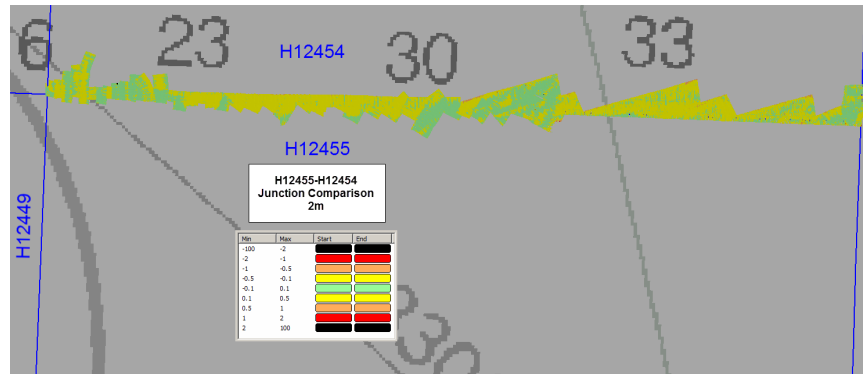 6
23
H12454
30
33
H12455
H12455-H12454
Junction Comparison
2m
H12449
Min Max Start End
-100 -2
-2 -1
-1 -0.5
-0.5 -0.1
-0.1 0.1
0.1 0.5
0.5 1
1 2
2 100